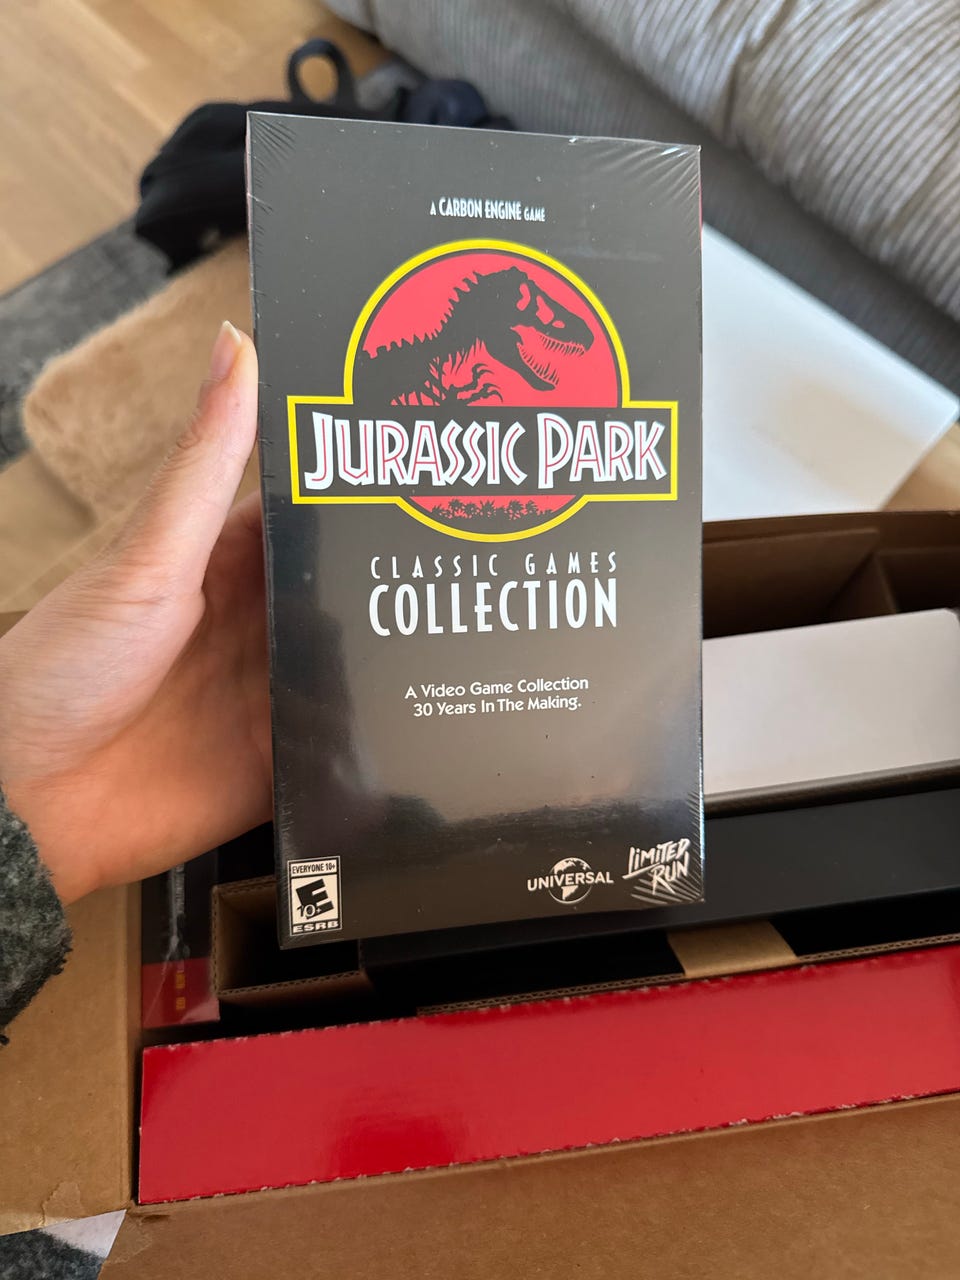 A CARBON ENGINE GAME
JURASSIC PARK
CLASSIC GAMES
COLLECTION
A Video Game Collection
30 Years In The Making.
EVERYONE 10+
E
10+
ESRB
UNIVERSAL
LIMITED
RUN